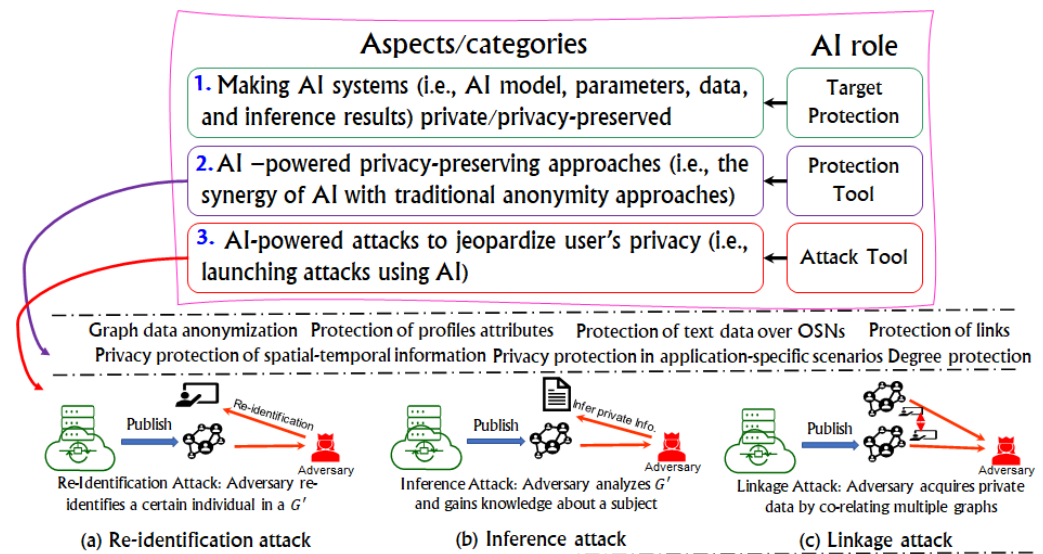 Aspects/categories
AI role
1. Making AI systems (i.e., AI model, parameters, data,
and inference results) private/privacy-preserved
Target
Protection
2. AI –powered privacy-preserving approaches (i.e., the
synergy of AI with traditional anonymity approaches)
Protection
Tool
3. AI-powered attacks to jeopardize user's privacy (i.e.,
launching attacks using AI)
Attack Tool
Graph data anonymization Protection of profiles attributes Protection of text data over OSNs Protection of links
Privacy protection of spatial-temporal information Privacy protection in application-specific scenarios Degree protection
Publish
Re-identification
Adversary
Re-Identification Attack: Adversary re-
identifies a certain individual in a G′
(a) Re-identification attack
Publish
Infer private Info.
Adversary
Inference Attack: Adversary analyzes G′
and gains knowledge about a subject
(b) Inference attack
Publish
Adversary
Linkage Attack: Adversary acquires private
data by co-relating multiple graphs
(c) Linkage attack